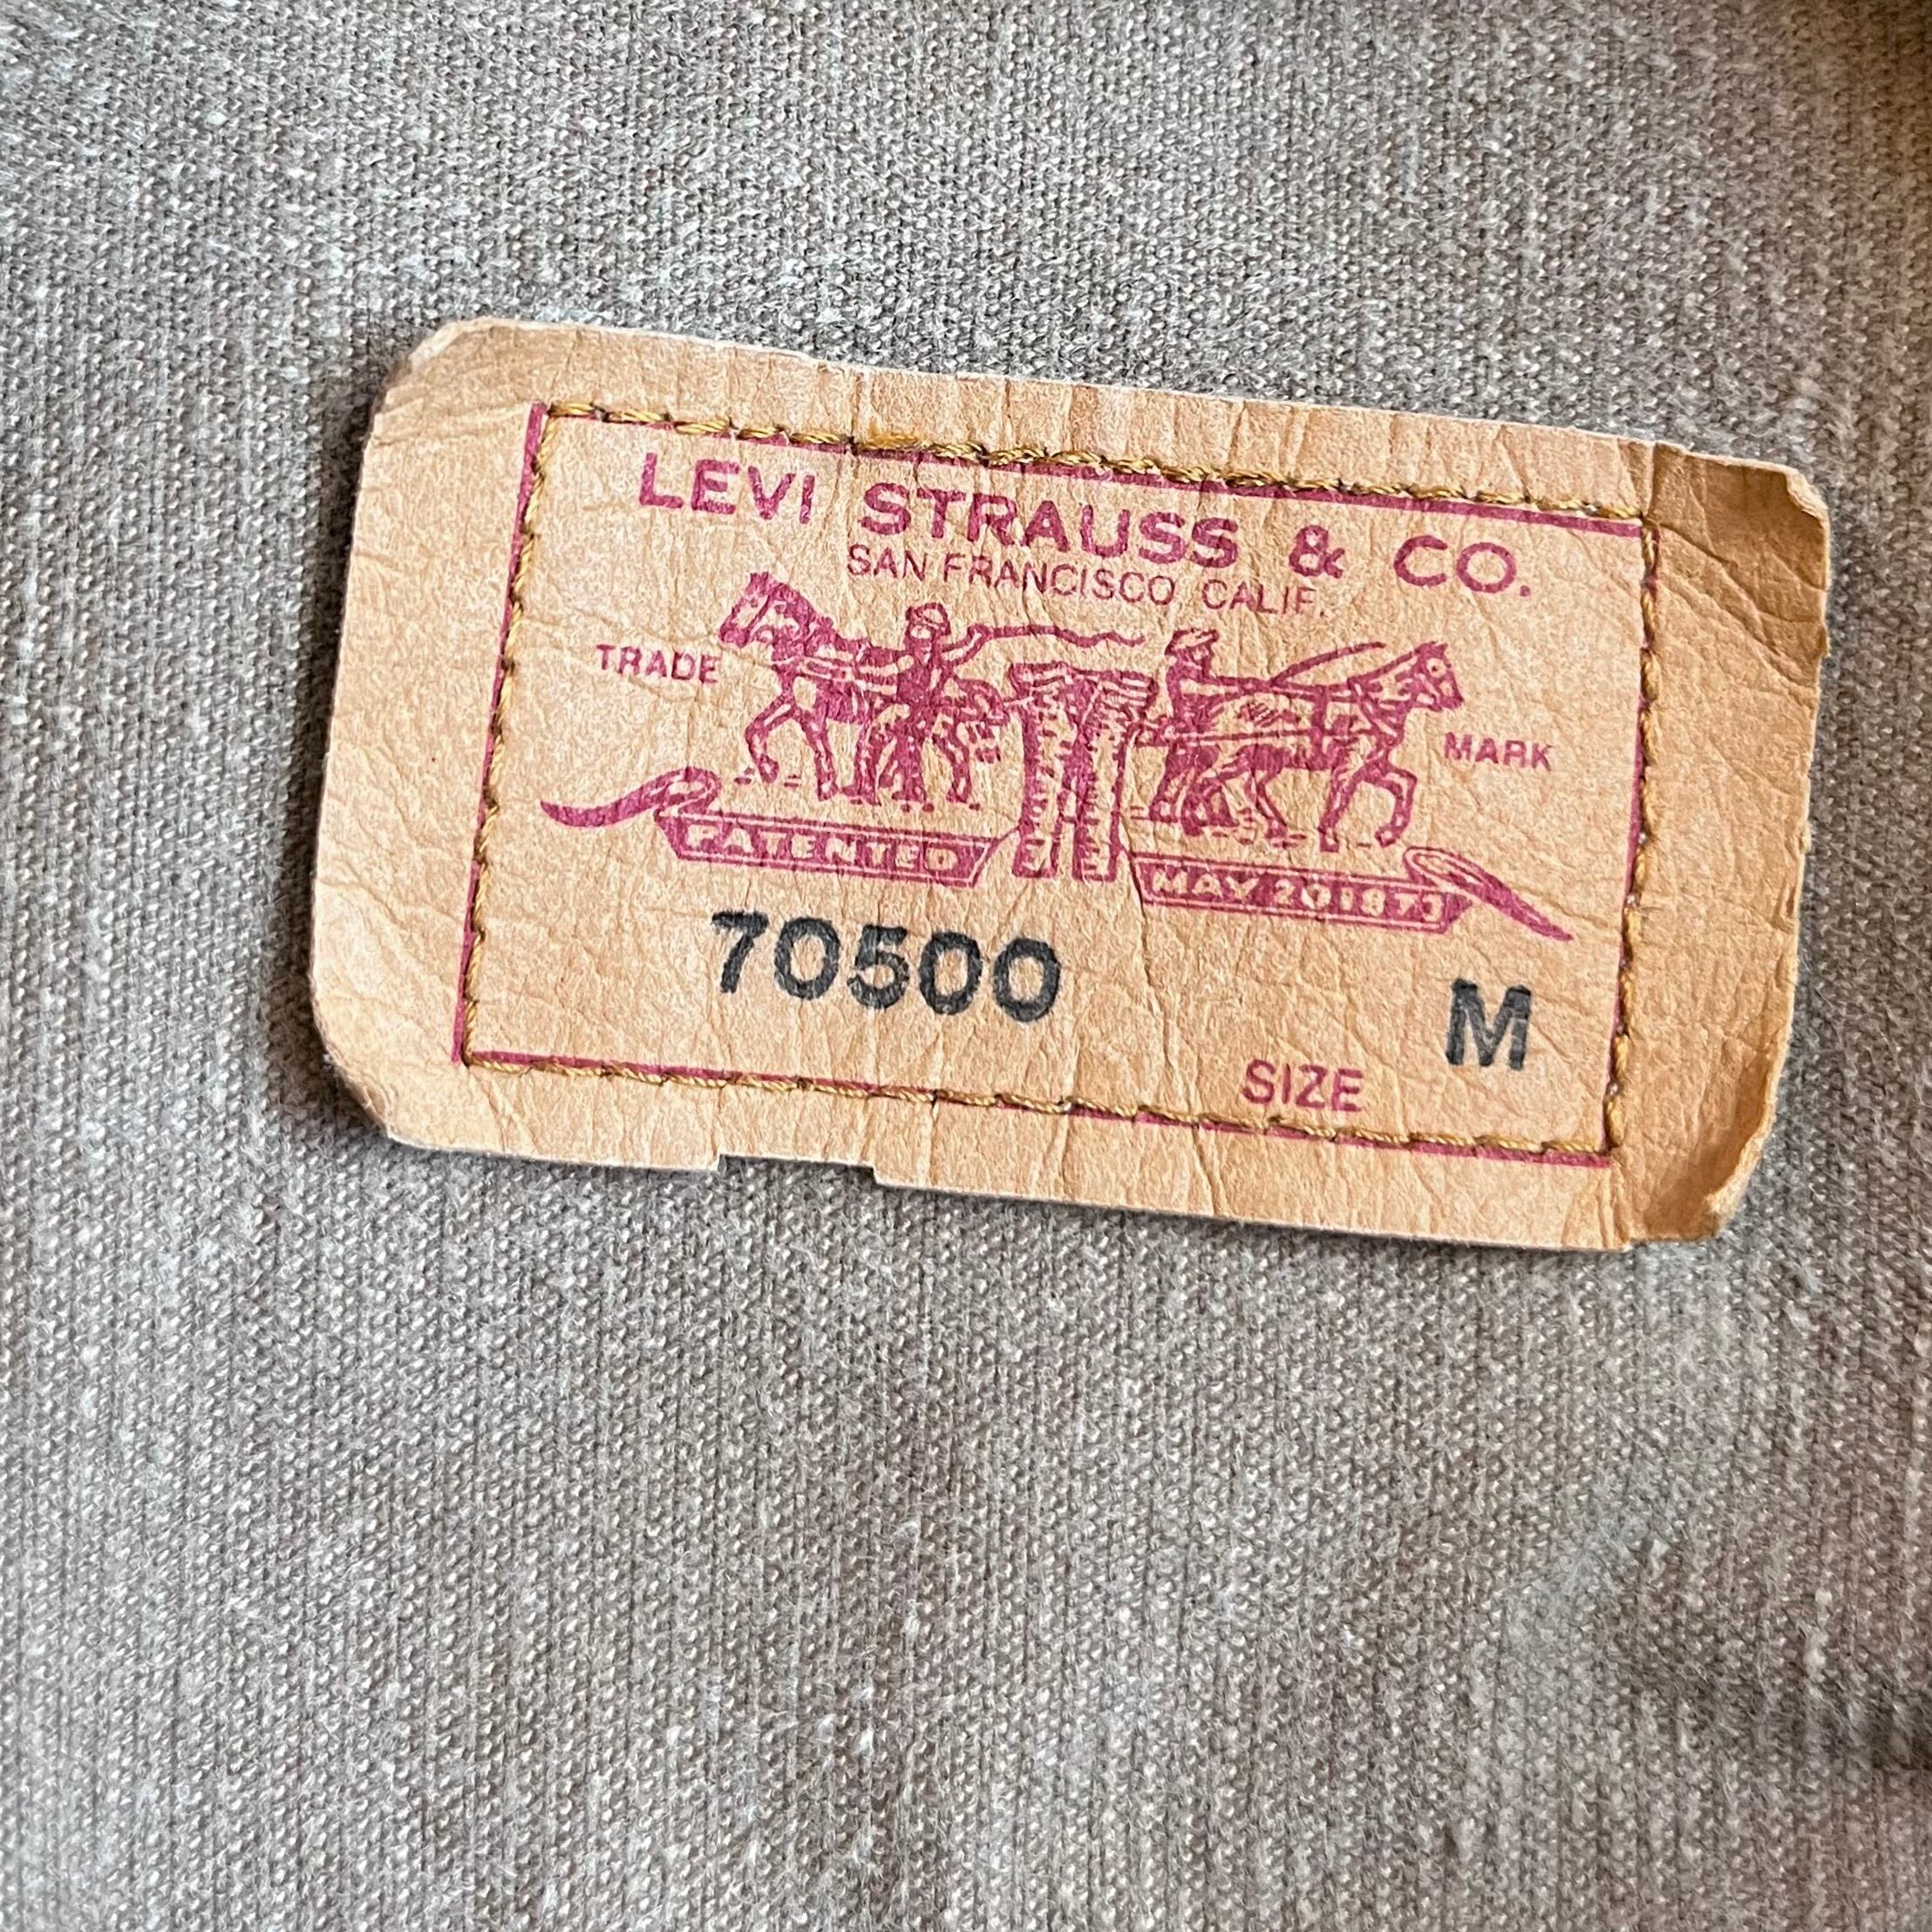 LEVI STRAUSS & CO.
SAN FRANCISCO, CALIF.
TRADE MARK
PATENTED MAY 20 1873
70500 M
SIZE